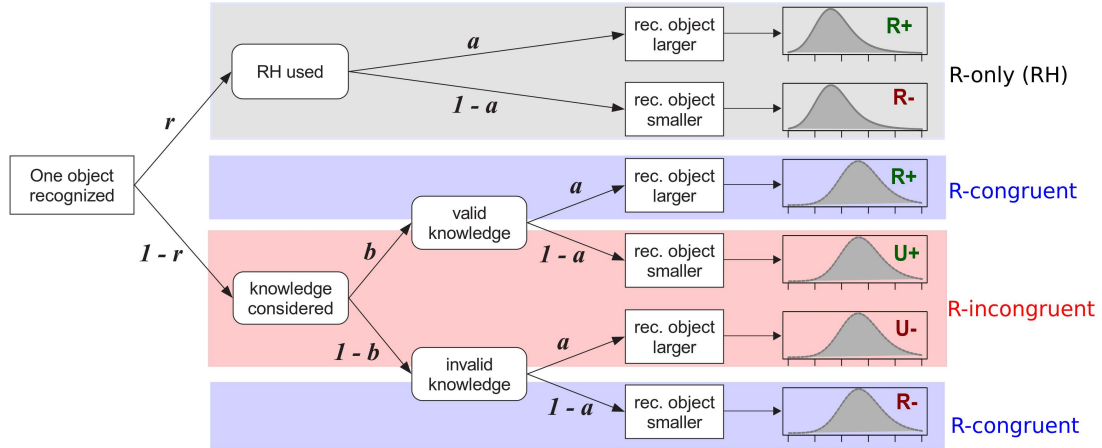 rec. object
larger
R+
a
RH used
R-only (RH)
1 - a
rec. object
smaller
R-
r
One object
recognized
rec. object
larger
R+
a
R-congruent
valid
knowledge
1 - r
b
1 - a
rec. object
smaller
U+
knowledge
considered
R-incongruent
rec. object
larger
U-
a
1 - b
invalid
knowledge
1 - a
rec. object
smaller
R-
R-congruent